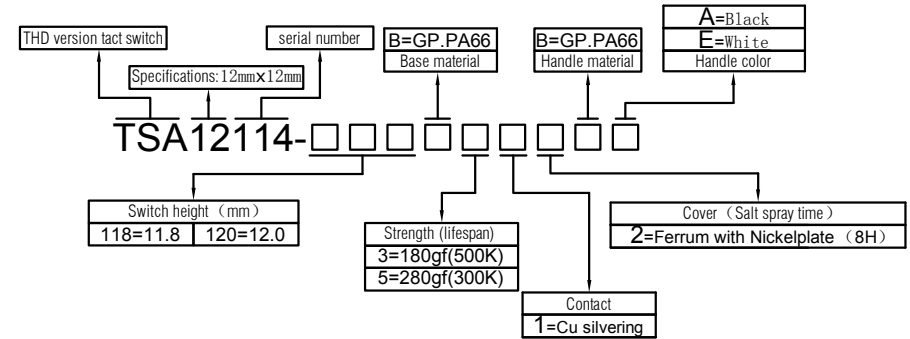 THD version tact switch
serial number
Specifications:12mm×12mm
B=GP.PA66
Base material
B=GP.PA66
Handle material
A=Black
E=White
Handle color
TSA12114-□□□□□□□□□
Switch height（mm）
118=11.8 120=12.0
Strength (lifespan)
3=180gf(500K)
5=280gf(300K)
Contact
1=Cu silvering
Cover（Salt spray time）
2=Ferrum with Nickelplate（8H）